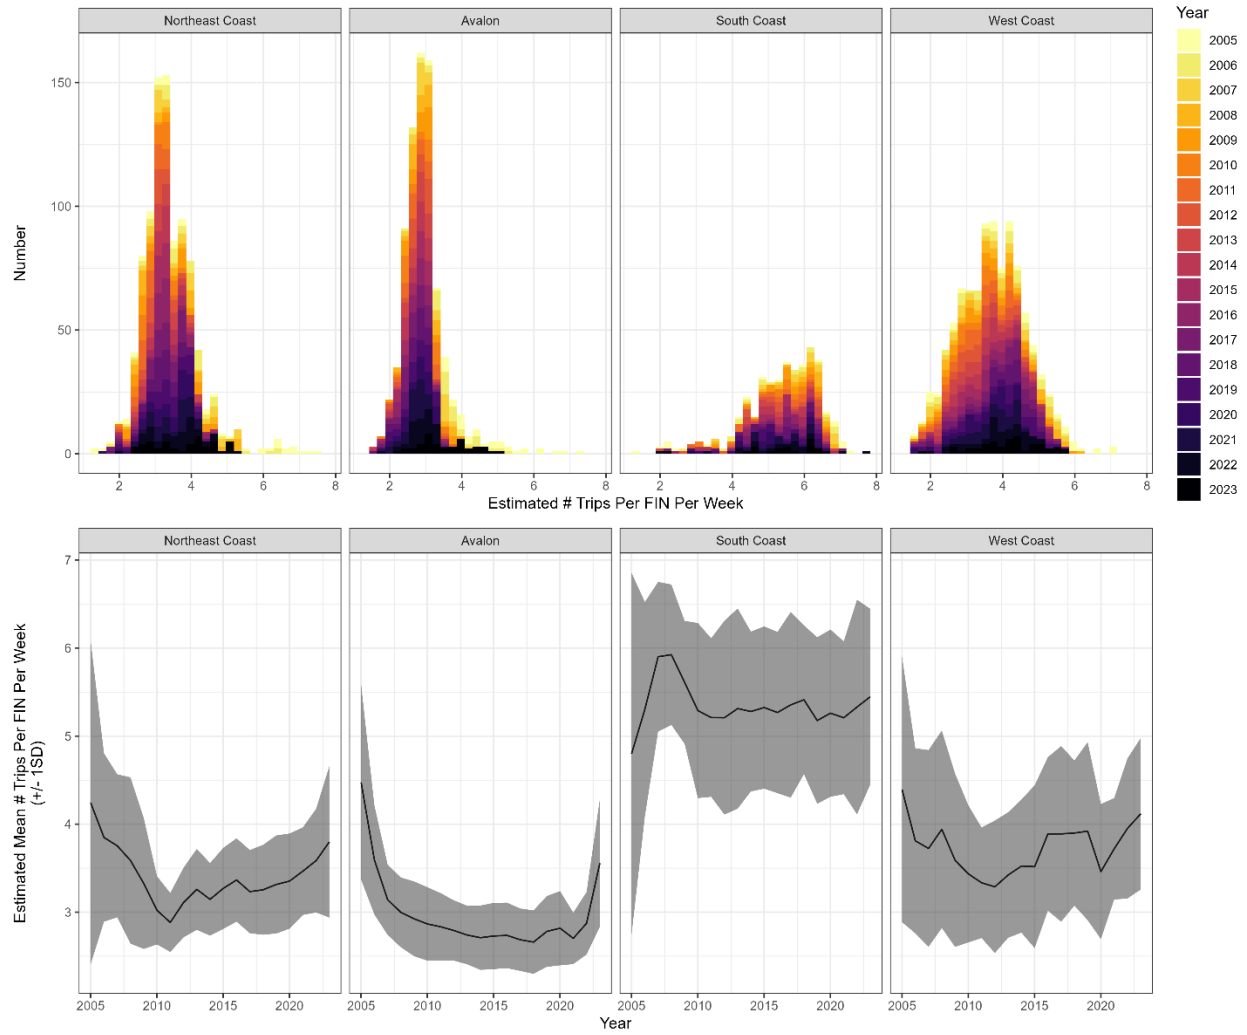 Northeast Coast Avalon South Coast West Coast
Year
2005
2006
2007
2008
2009
2010
2011
2012
2013
2014
2015
2016
2017
2018
2019
2020
2021
2022
2023
Number
150
100
50
0
2 4 6 8 2 4 6 8 2 4 6 8 2 4 6 8
Estimated # Trips Per FIN Per Week
Northeast Coast Avalon South Coast West Coast
Estimated Mean # Trips Per FIN Per Week
(+/- 1SD)
7
6
5
4
3
2005 2010 2015 2020 2005 2010 2015 2020 2005 2010 2015 2020 2005 2010 2015 2020
Year